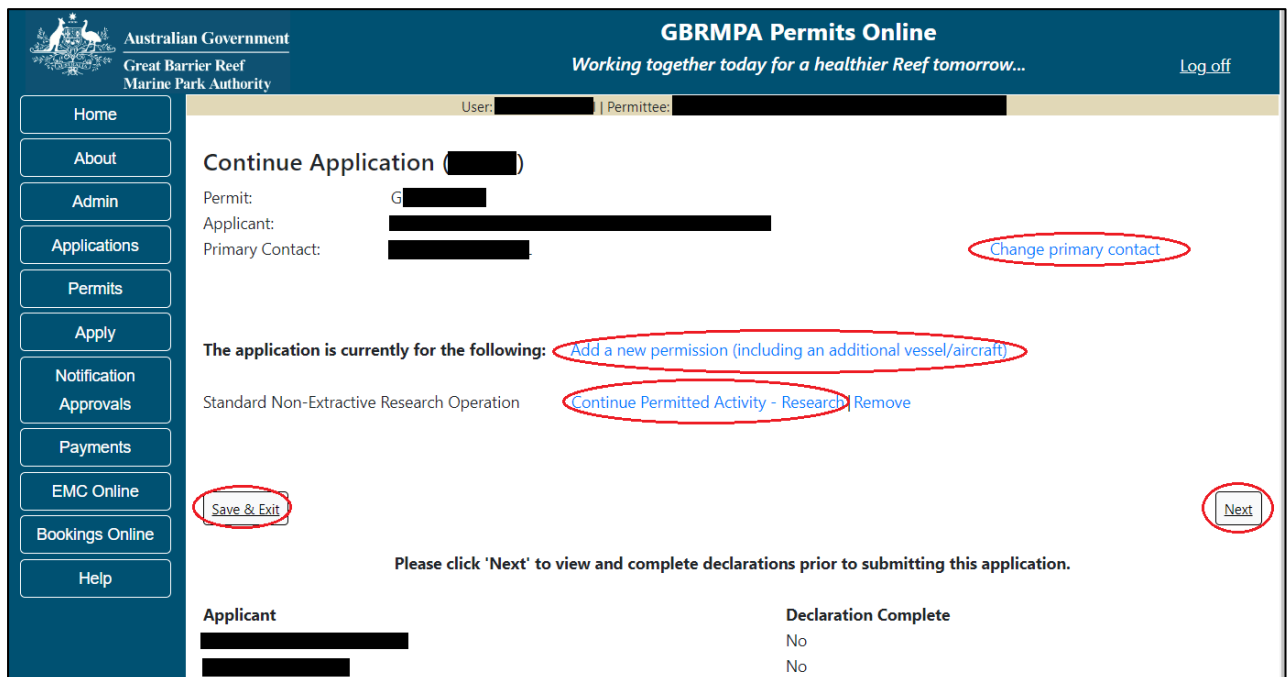 Australian Government
Great Barrier Reef
Marine Park Authority
GBRMPA Permits Online
Working together today for a healthier Reef tomorrow...
Log off
User: | Permittee:
Home
About
Admin
Applications
Permits
Apply
Notification
Approvals
Payments
EMC Online
Bookings Online
Help
Continue Application ( )
Permit: G
Applicant:
Primary Contact: Change primary contact
The application is currently for the following: Add a new permission (including an additional vessel/aircraft)
Standard Non-Extractive Research Operation Continue Permitted Activity - Research | Remove
Save & Exit Next
Please click 'Next' to view and complete declarations prior to submitting this application.
Applicant Declaration Complete
No
No